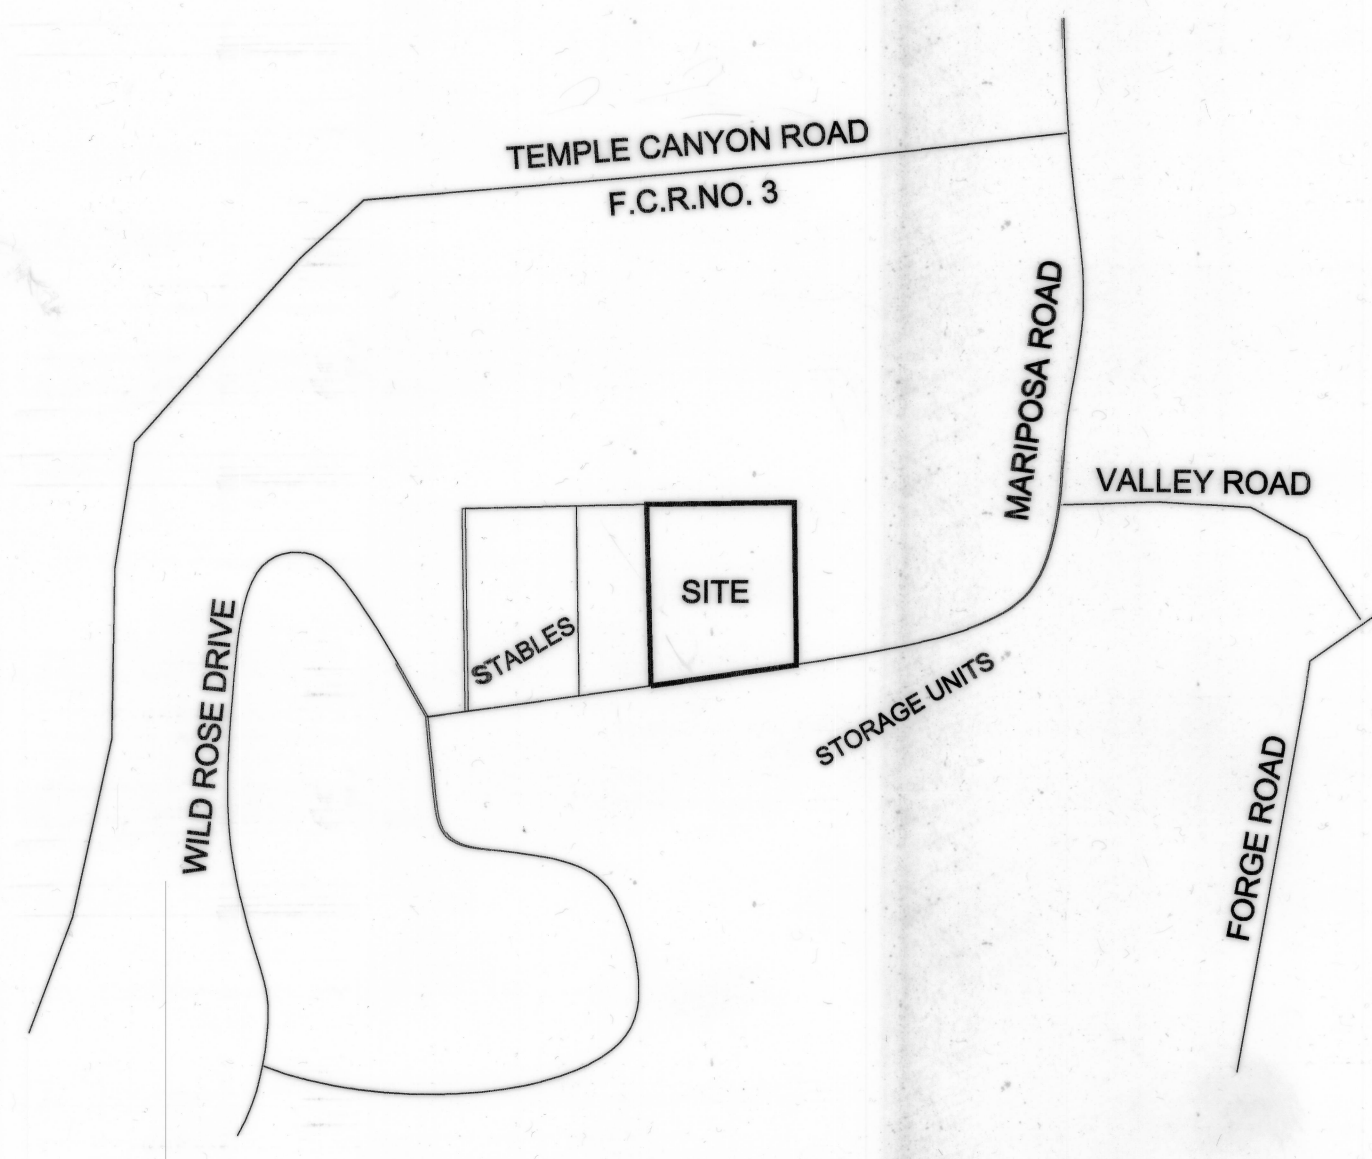 TEMPLE CANYON ROAD
F.C.R.NO. 3
MARIPOSA ROAD
VALLEY ROAD
SITE
STABLES
WILD ROSE DRIVE
STORAGE UNITS
FORGE ROAD